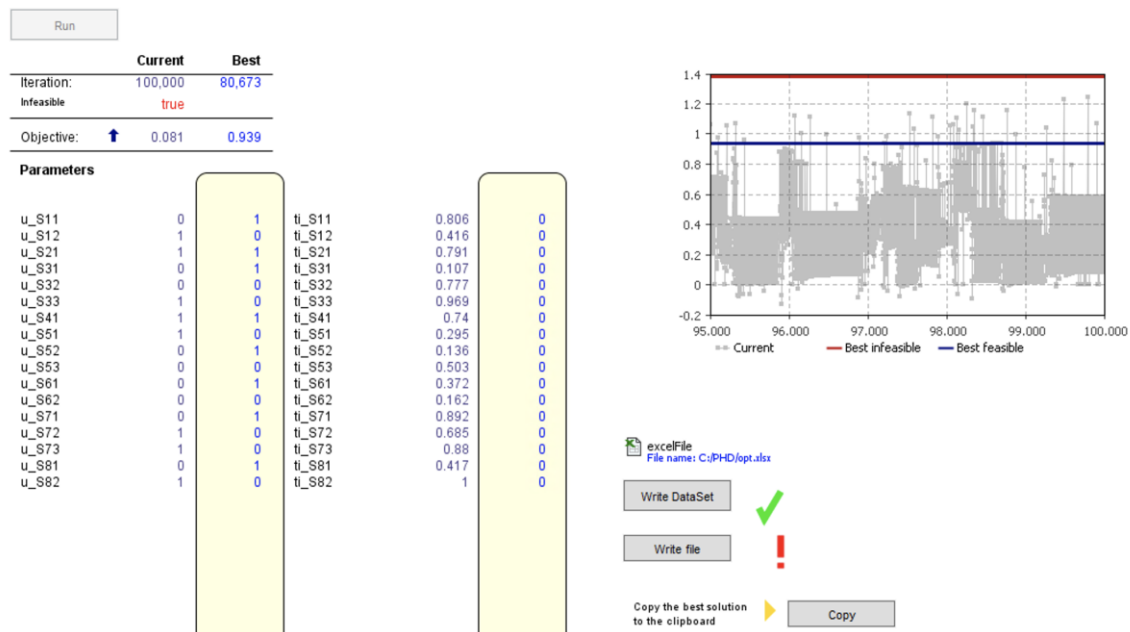 Run
Current Best
Iteration: 100,000 80,673
Infeasible true
Objective: 0.081 0.939
Parameters
u_S11 0 1 ti_S11 0.806 0
u_S12 1 0 ti_S12 0.416 0
u_S21 1 1 ti_S21 0.791 0
u_S31 0 1 ti_S31 0.107 0
u_S32 0 0 ti_S32 0.777 0
u_S33 1 0 ti_S33 0.969 0
u_S41 1 1 ti_S41 0.74 0
u_S51 1 0 ti_S51 0.295 0
u_S52 0 1 ti_S52 0.136 0
u_S53 0 0 ti_S53 0.503 0
u_S61 0 1 ti_S61 0.372 0
u_S62 0 0 ti_S62 0.162 0
u_S71 0 1 ti_S71 0.892 0
u_S72 1 0 ti_S72 0.685 0
u_S73 1 0 ti_S73 0.88 0
u_S81 0 1 ti_S81 0.417 0
u_S82 1 0 ti_S82 1 0
1.4
1.2
1
0.8
0.6
0.4
0.2
0
-0.2
95.000 96.000 97.000 98.000 99.000 100.000
Current Best infeasible Best feasible
excelFile
File name: C:/PHD/opt.xlsx
Write DataSet
Write file
Copy the best solution
to the clipboard
Copy